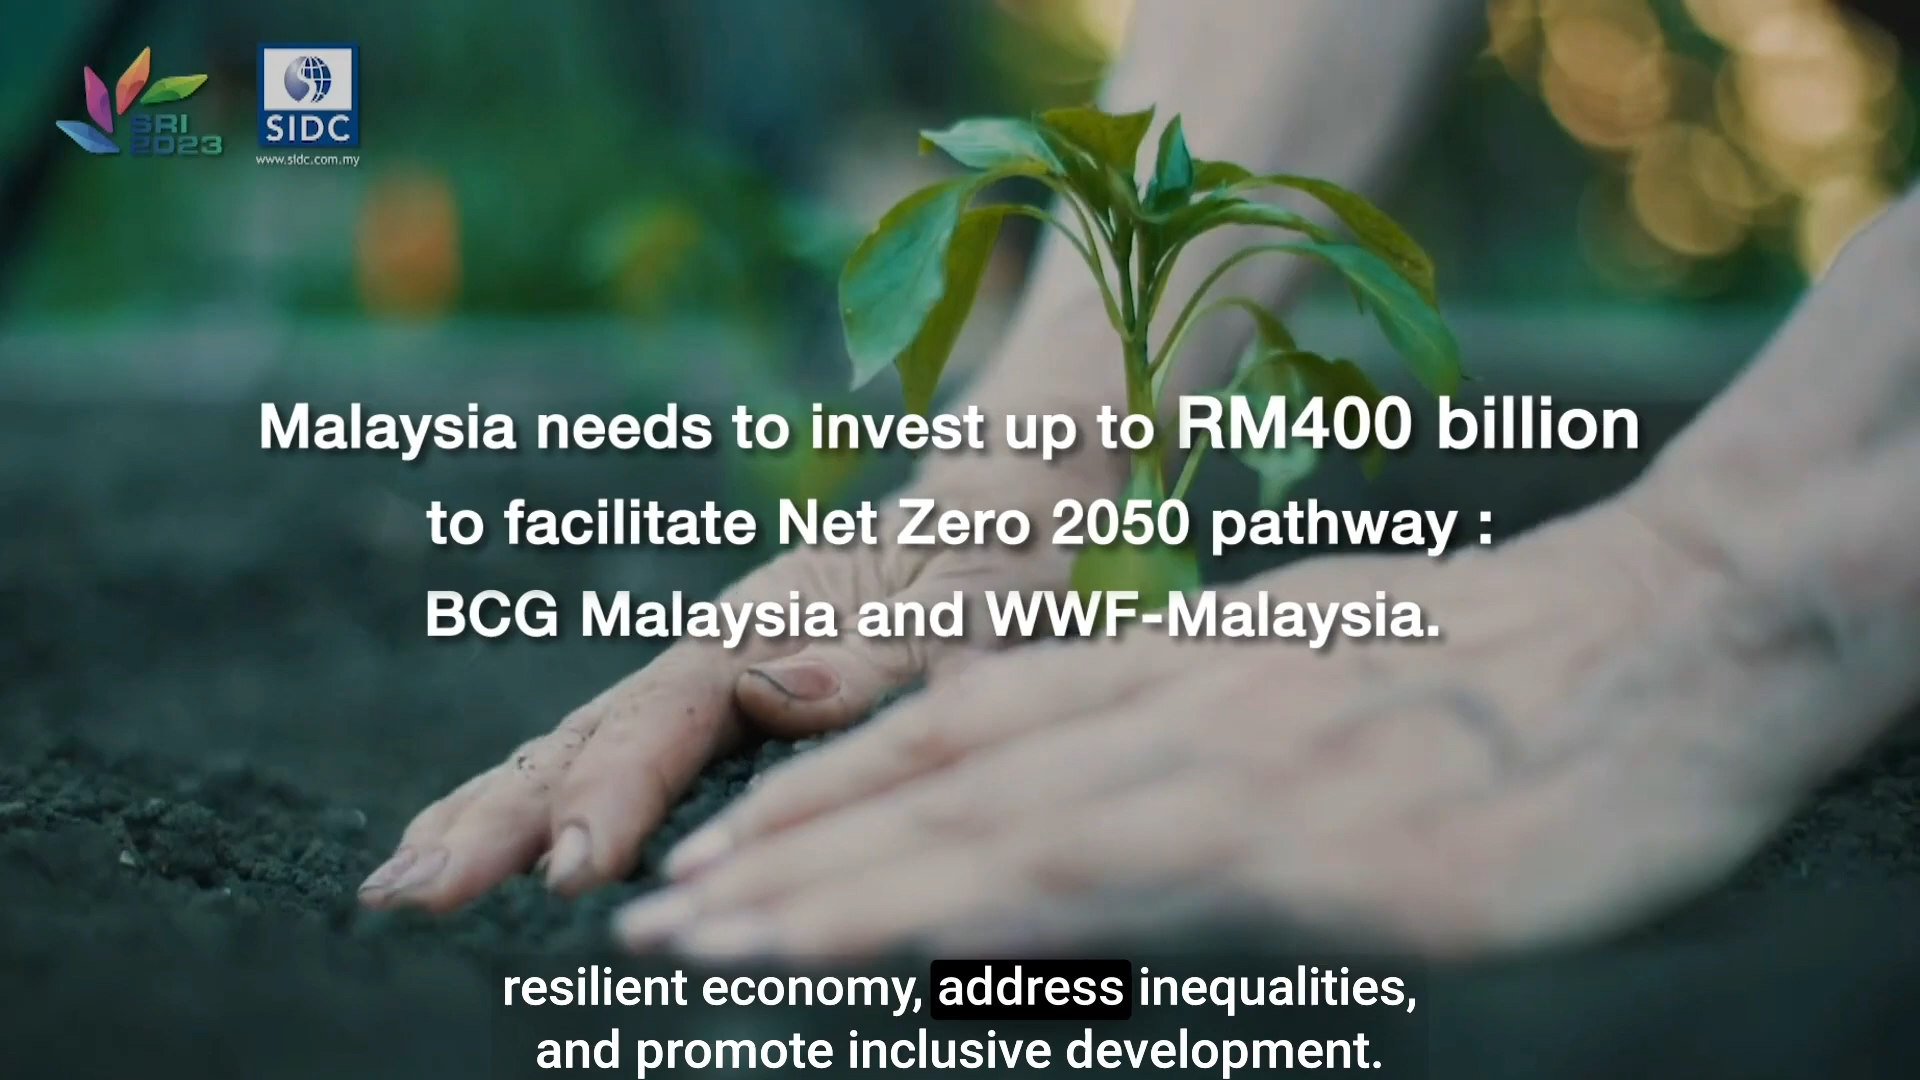 SRI
2023
SIDC
www.sidc.com.my
Malaysia needs to invest up to RM400 billion
to facilitate Net Zero 2050 pathway :
BCG Malaysia and WWF-Malaysia.
resilient economy, address inequalities,
and promote inclusive development.